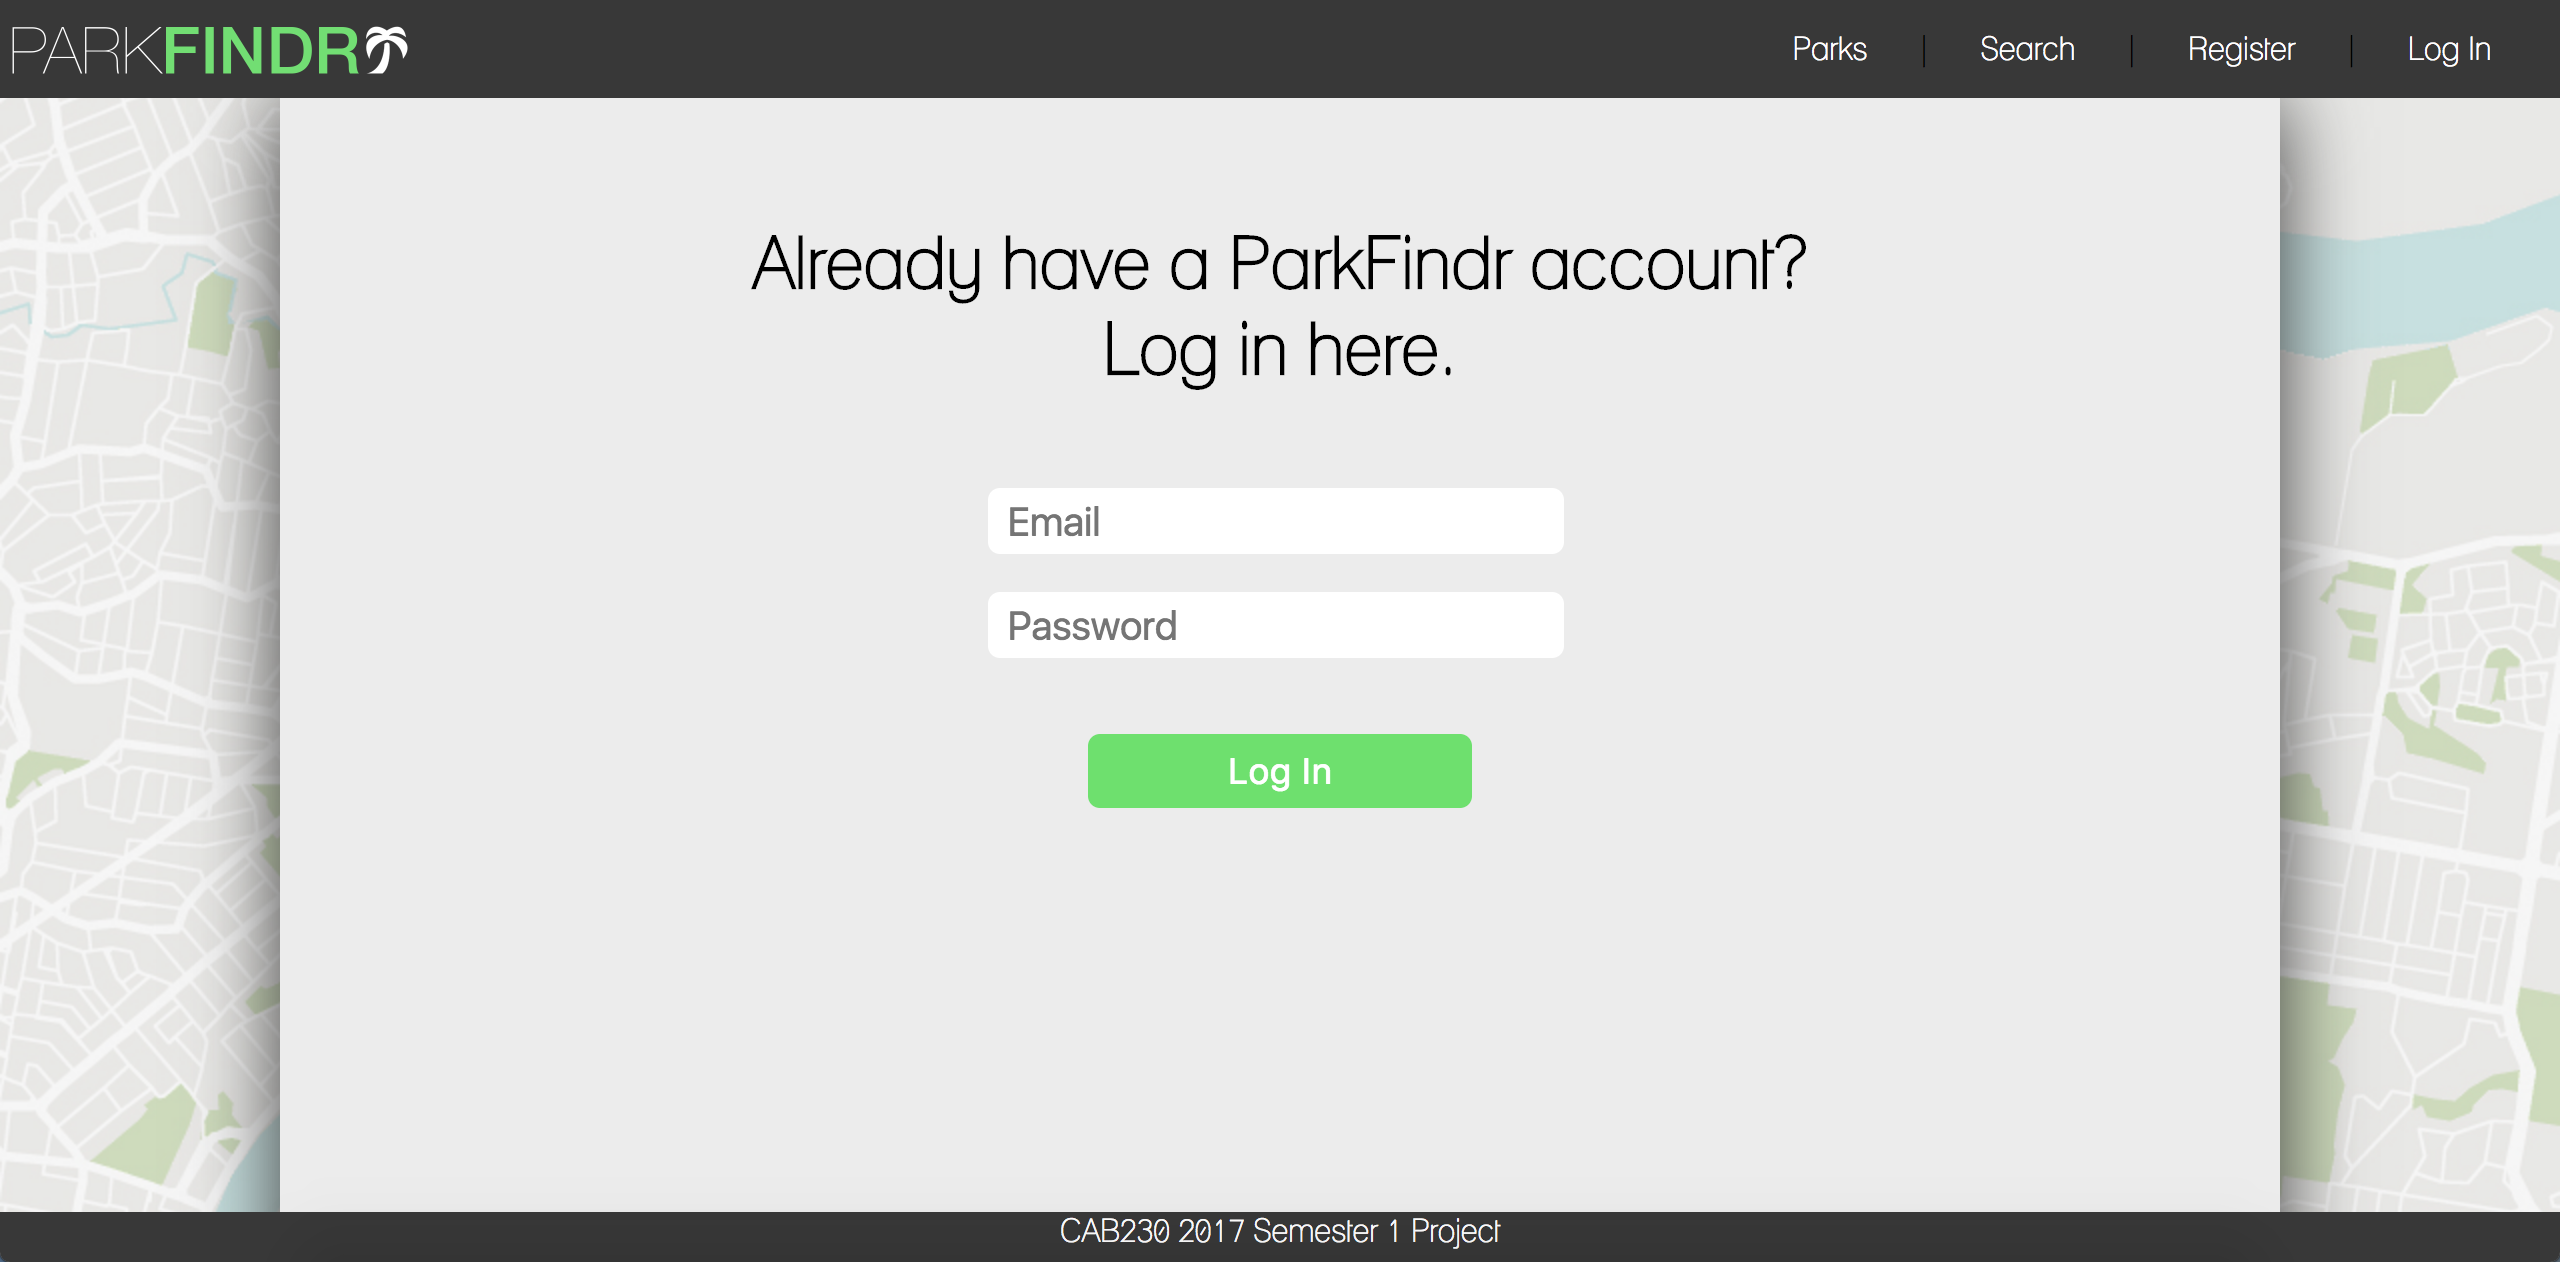 PARKFINDR
Parks | Search | Register | Log In
Already have a ParkFindr account?
Log in here.
Email
Password
Log In
CAB230 2017 Semester 1 Project